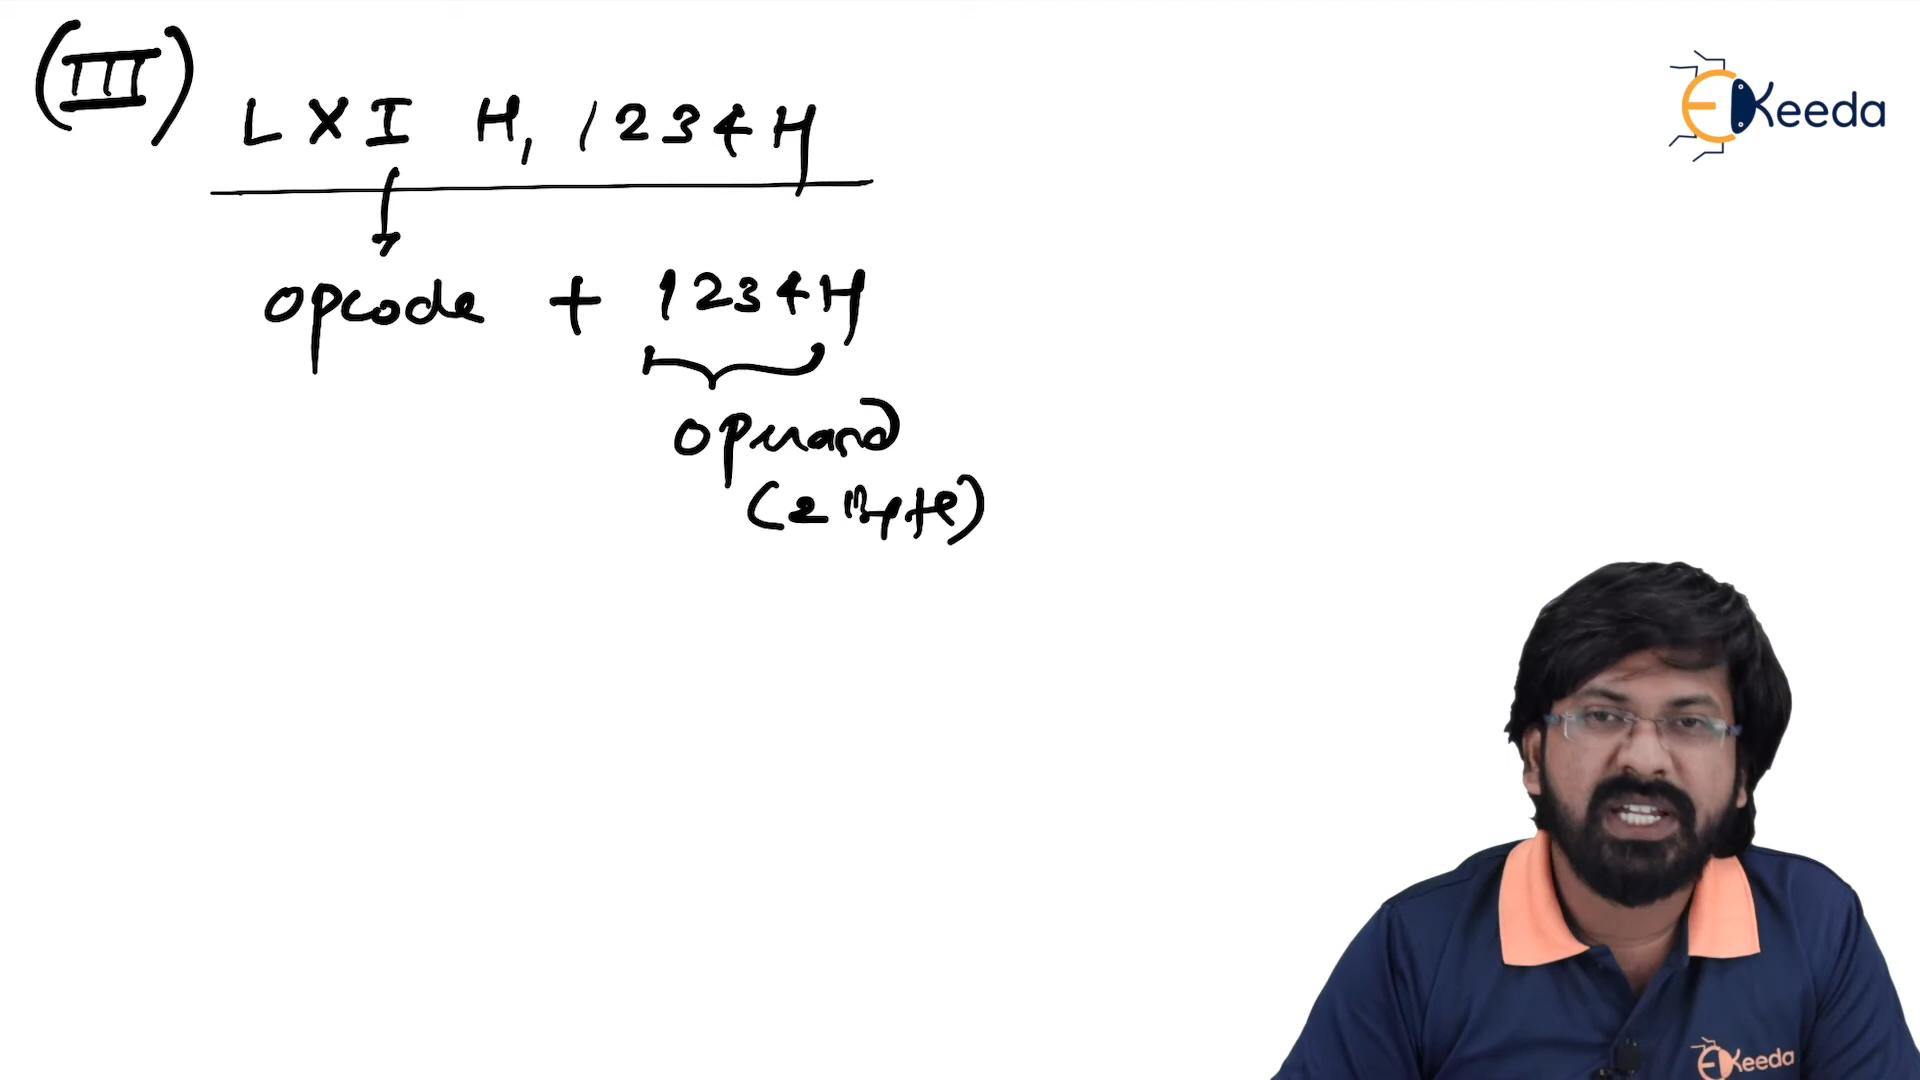 (III)
LXI H, 1234H
opcode + 1234H
operand
(2 Byte)
EKeeda
EKeeda